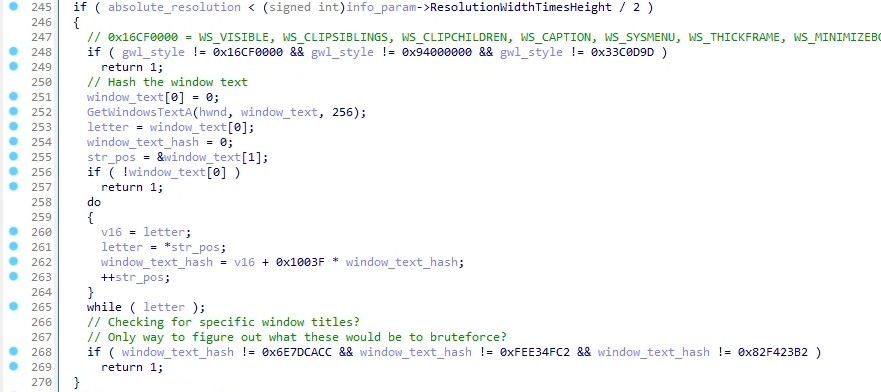 245 if ( absolute_resolution < (signed int)info_param->ResolutionWidthTimesHeight / 2 )
246 {
247 // 0x16CF0000 = WS_VISIBLE, WS_CLIPSIBLINGS, WS_CLIPCHILDREN, WS_CAPTION, WS_SYSMENU, WS_THICKFRAME, WS_MINIMIZEBO
248 if ( gwl_style != 0x16CF0000 && gwl_style != 0x94000000 && gwl_style != 0x33C0D9D )
249 return 1;
250 // Hash the window text
251 window_text[0] = 0;
252 GetWindowsTextA(hwnd, window_text, 256);
253 letter = window_text[0];
254 window_text_hash = 0;
255 str_pos = &window_text[1];
256 if ( !window_text[0] )
257 return 1;
258 do
259 {
260 v16 = letter;
261 letter = *str_pos;
262 window_text_hash = v16 + 0x1003F * window_text_hash;
263 ++str_pos;
264 }
265 while ( letter );
266 // Checking for specific window titles?
267 // Only way to figure out what these would be to bruteforce?
268 if ( window_text_hash != 0x6E7DCACC && window_text_hash != 0xFEE34FC2 && window_text_hash != 0x82F423B2 )
269 return 1;
270 }